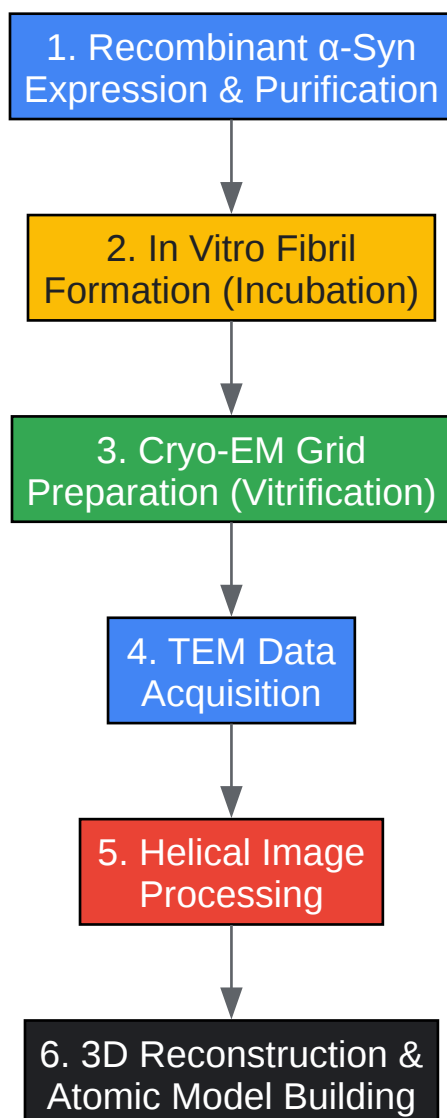 1. Recombinant α-Syn
Expression & Purification
2. In Vitro Fibril
Formation (Incubation)
3. Cryo-EM Grid
Preparation (Vitrification)
4. TEM Data
Acquisition
5. Helical Image
Processing
6. 3D Reconstruction &
Atomic Model Building